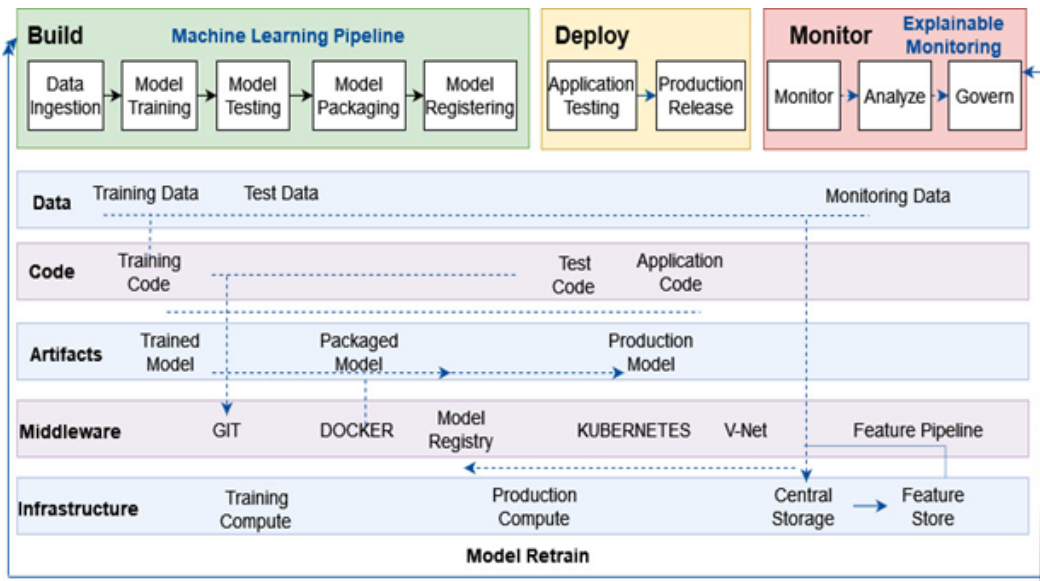 Build
Machine Learning Pipeline
Data
Ingestion
Model
Training
Model
Testing
Model
Packaging
Model
Registering
Deploy
Application
Testing
Production
Release
Monitor
Explainable
Monitoring
Monitor
Analyze
Govern
Data
Training Data
Test Data
Monitoring Data
Code
Training
Code
Test
Code
Application
Code
Artifacts
Trained
Model
Packaged
Model
Production
Model
Middleware
GIT
DOCKER
Model
Registry
KUBERNETES
V-Net
Feature Pipeline
Infrastructure
Training
Compute
Production
Compute
Central
Storage
Feature
Store
Model Retrain